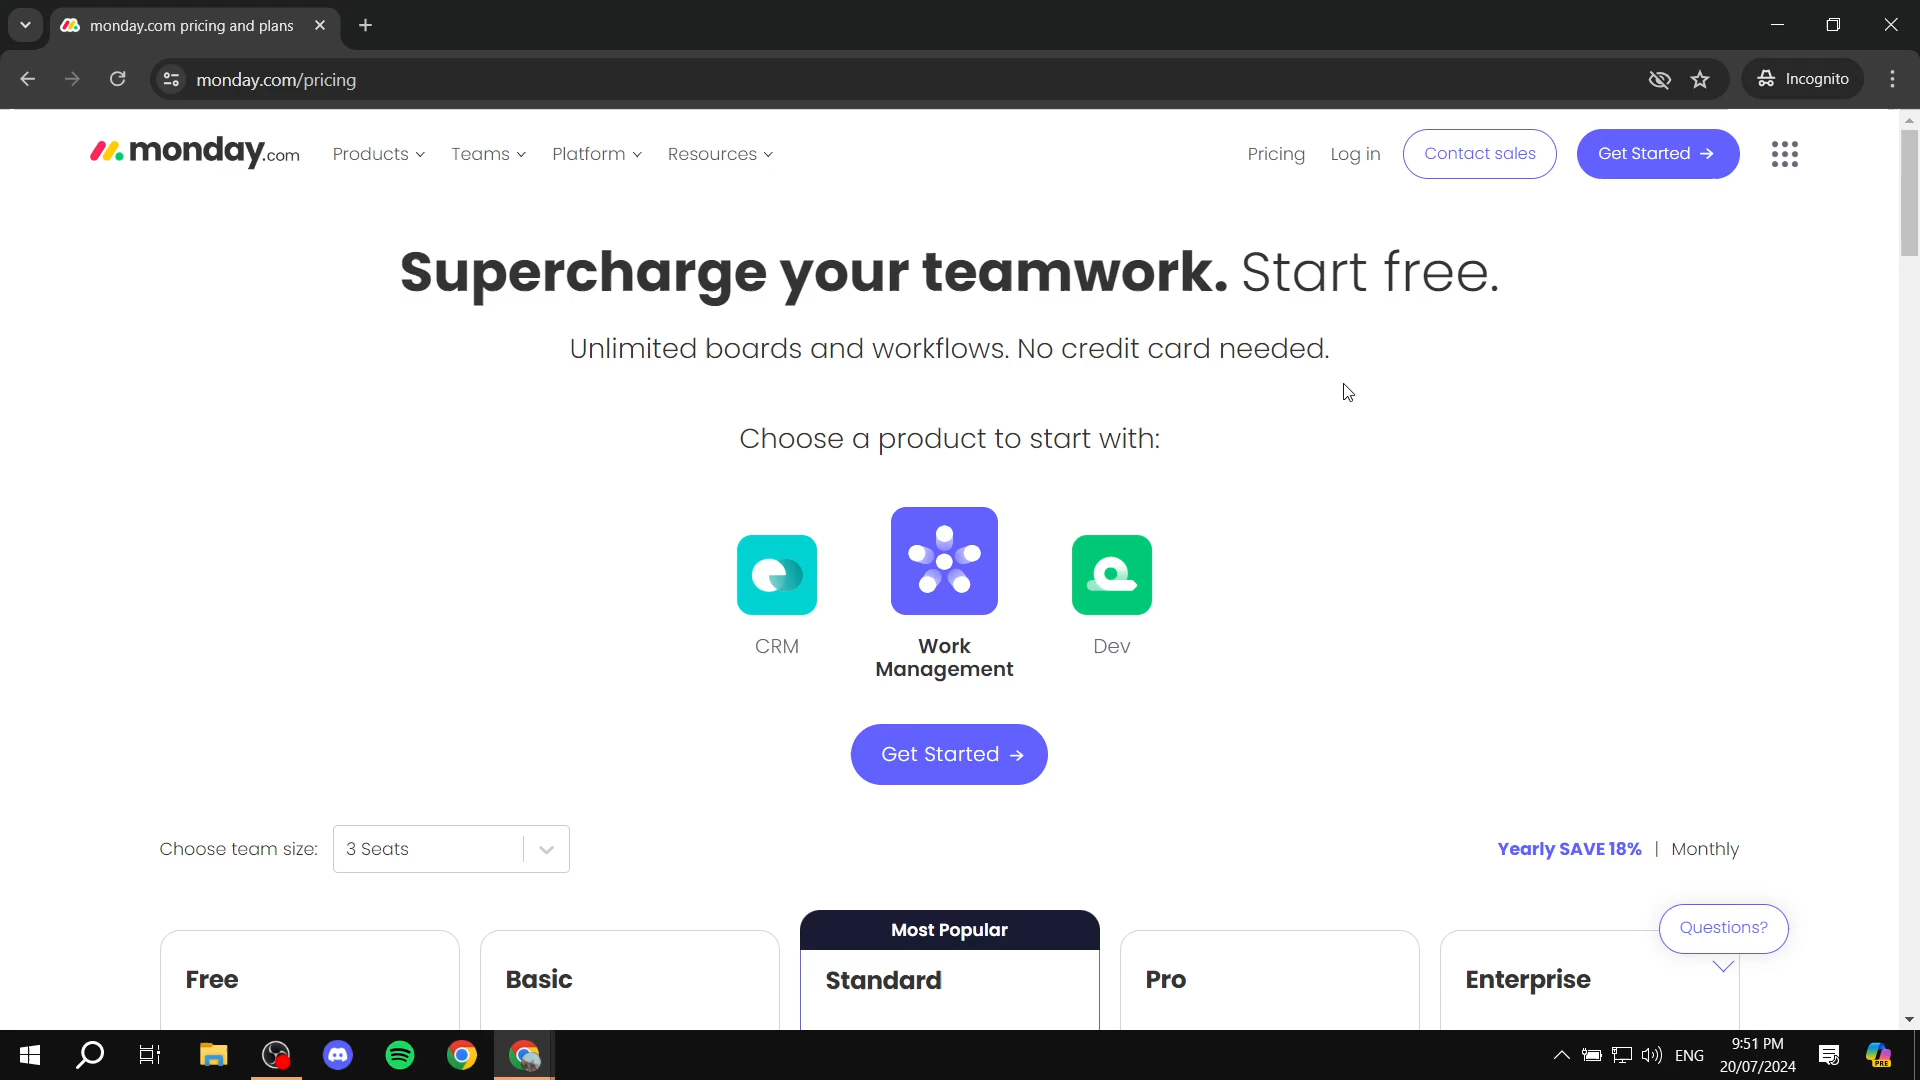 monday.com pricing and plans
monday.com/pricing
Incognito
monday.com
Products
Teams
Platform
Resources
Pricing
Log in
Contact sales
Get Started →
Supercharge your teamwork. Start free.
Unlimited boards and workflows. No credit card needed.
Choose a product to start with:
CRM
Work
Management
Dev
Get Started →
Choose team size:
3 Seats
Yearly SAVE 18% | Monthly
Most Popular
Questions?
Free
Basic
Standard
Pro
Enterprise
ENG
9:51 PM
20/07/2024
PRE